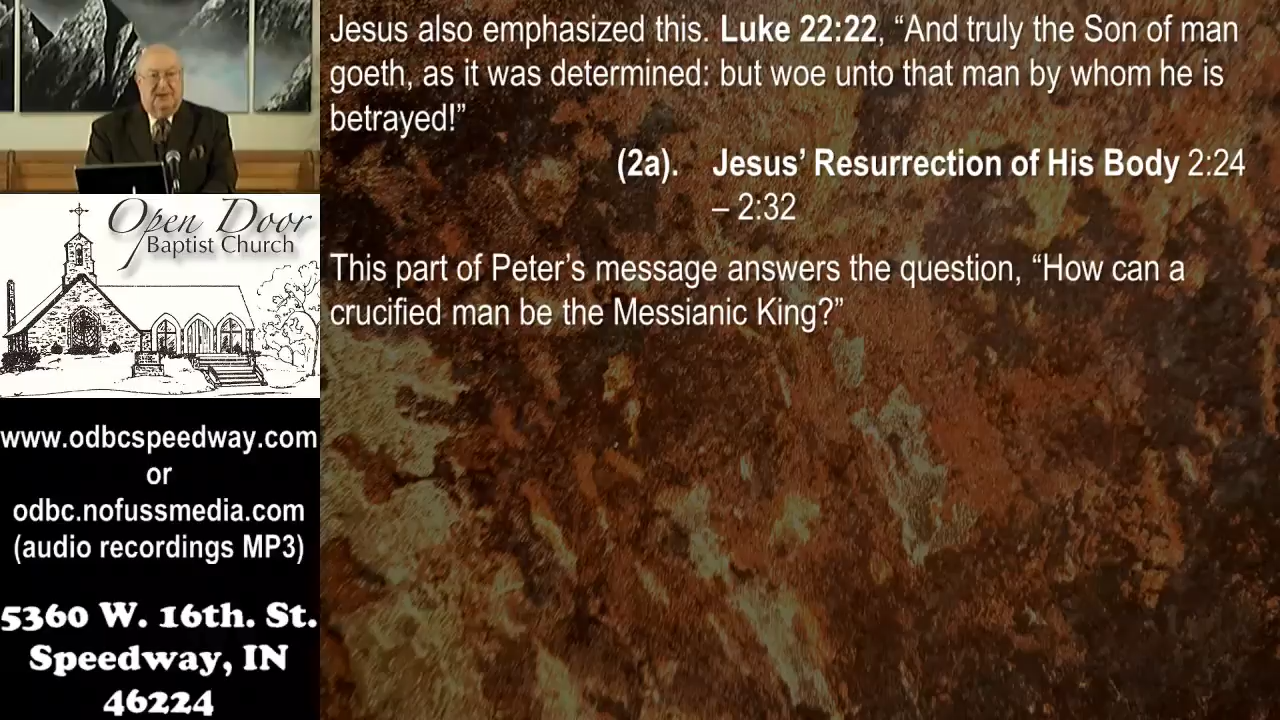 Jesus also emphasized this. Luke 22:22, “And truly the Son of man
goeth, as it was determined: but woe unto that man by whom he is
betrayed!”
(2a). Jesus’ Resurrection of His Body 2:24
– 2:32
This part of Peter’s message answers the question, “How can a
crucified man be the Messianic King?”
Open Door
Baptist Church
www.odbcspeedway.com
or
odbc.nofussmedia.com
(audio recordings MP3)
5360 W. 16th. St.
Speedway, IN
46224